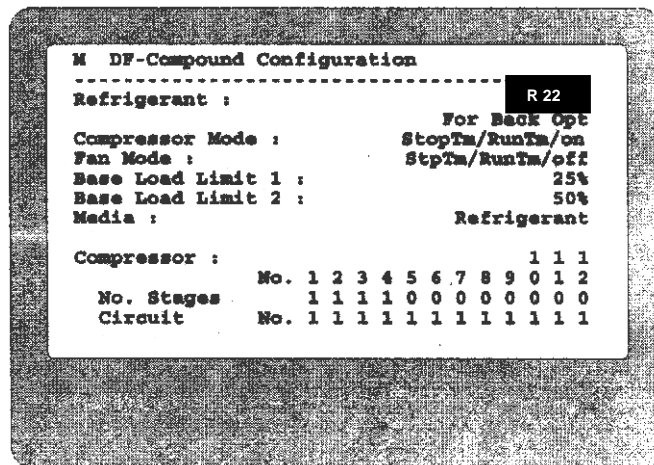 M DF-Compound Configuration
Refrigerant : R 22
For Back Opt
Compressor Mode : StopTm/RunTm/on
Fan Mode : StpTm/RunTm/off
Base Load Limit 1 : 25%
Base Load Limit 2 : 50%
Media : Refrigerant
Compressor : 1 1 1
No. 1 2 3 4 5 6 7 8 9 0 1 2
No. Stages 1 1 1 1 0 0 0 0 0 0 0 0
Circuit No. 1 1 1 1 1 1 1 1 1 1 1 1